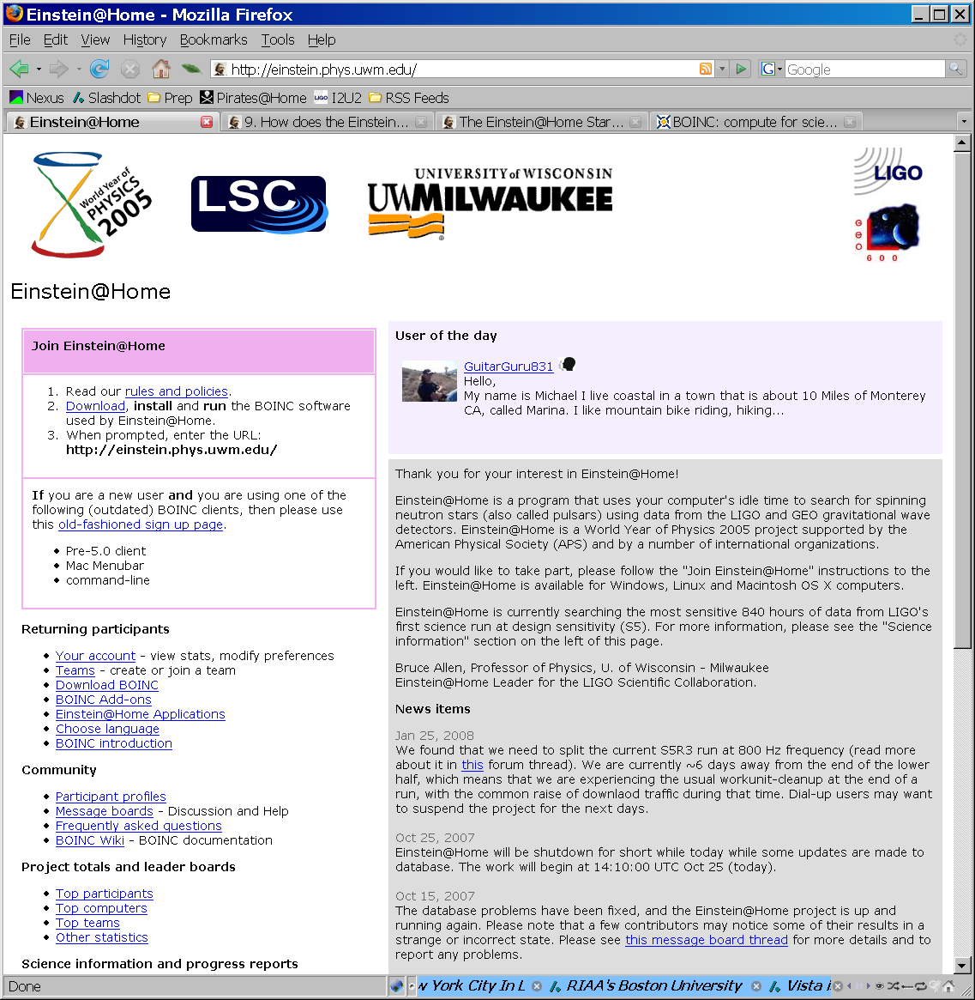 Einstein@Home - Mozilla Firefox
File Edit View History Bookmarks Tools Help
http://einstein.phys.uwm.edu/
G Google
Nexus Slashdot Prep Pirates@Home LIGO I2U2 RSS Feeds
Einstein@Home 9. How does the Einstein... The Einstein@Home Star... BOINC: compute for scie...
World Year of
PHYSICS
2005
LSC
UNIVERSITY of WISCONSIN
UWMILWAUKEE
LIGO
GEO
600
Einstein@Home
Join Einstein@Home
1. Read our rules and policies.
2. Download, install and run the BOINC software
used by Einstein@Home.
3. When prompted, enter the URL:
http://einstein.phys.uwm.edu/
If you are a new user and you are using one of the
following (outdated) BOINC clients, then please use
this old-fashioned sign up page.
• Pre-5.0 client
• Mac Menubar
• command-line
Returning participants
• Your account - view stats, modify preferences
• Teams - create or join a team
• Download BOINC
• BOINC Add-ons
• Einstein@Home Applications
• Choose language
• BOINC introduction
Community
• Participant profiles
• Message boards - Discussion and Help
• Frequently asked questions
• BOINC Wiki - BOINC documentation
Project totals and leader boards
• Top participants
• Top computers
• Top teams
• Other statistics
Science information and progress reports
User of the day
GuitarGuru831
Hello,
My name is Michael I live coastal in a town that is about 10 Miles of Monterey
CA, called Marina. I like mountain bike riding, hiking...
Thank you for your interest in Einstein@Home!
Einstein@Home is a program that uses your computer's idle time to search for spinning
neutron stars (also called pulsars) using data from the LIGO and GEO gravitational wave
detectors. Einstein@Home is a World Year of Physics 2005 project supported by the
American Physical Society (APS) and by a number of international organizations.
If you would like to take part, please follow the "Join Einstein@Home" instructions to the
left. Einstein@Home is available for Windows, Linux and Macintosh OS X computers.
Einstein@Home is currently searching the most sensitive 840 hours of data from LIGO's
first science run at design sensitivity (S5). For more information, please see the "Science
information" section on the left of this page.
Bruce Allen, Professor of Physics, U. of Wisconsin - Milwaukee
Einstein@Home Leader for the LIGO Scientific Collaboration.
News items
Jan 25, 2008
We found that we need to split the current S5R3 run at 800 Hz frequency (read more
about it in this forum thread). We are currently ~6 days away from the end of the lower
half, which means that we are experiencing the usual workunit-cleanup at the end of a
run, with the common raise of downlaod traffic during that time. Dial-up users may want
to suspend the project for the next days.
Oct 25, 2007
Einstein@Home will be shutdown for short while today while some updates are made to
database. The work will begin at 14:10:00 UTC Oct 25 (today).
Oct 15, 2007
The database problems have been fixed, and the Einstein@Home project is up and
running again. Please note that a few contributors may notice some of their results in a
strange or incorrect state. Please see this message board thread for more details and to
report any problems.
Done
w York City In L RIAA's Boston University Vista i